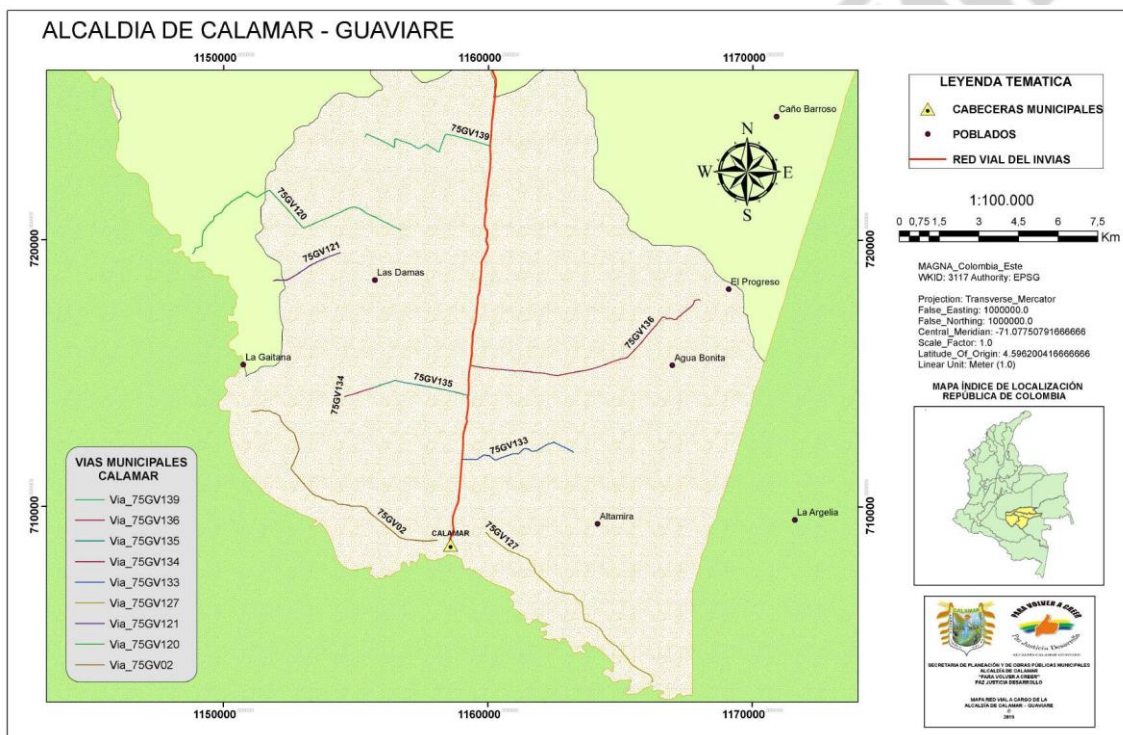 ALCALDIA DE CALAMAR - GUAVIARE
1150000
1160000
1170000
720000
710000
720000
710000
1150000
1160000
1170000
75GV139
75GV120
75GV121
75GV136
75GV135
75GV134
75GV133
75GV02
75GV127
Caño Barroso
Las Damas
El Progreso
La Gaitana
Agua Bonita
Altamira
La Argelia
CALAMAR
N
W
E
S
VIAS MUNICIPALES
CALAMAR
Via_75GV139
Via_75GV136
Via_75GV135
Via_75GV134
Via_75GV133
Via_75GV127
Via_75GV121
Via_75GV120
Via_75GV02
LEYENDA TEMATICA
CABECERAS MUNICIPALES
POBLADOS
RED VIAL DEL INVIAS
1:100.000
0 0,75 1,5 3 4,5 6 7,5
Km
MAGNA_Colombia_Este
WKID: 3117 Authority: EPSG
Projection: Transverse_Mercator
False_Easting: 1000000.0
False_Northing: 1000000.0
Central_Meridian: -71.07750791666666
Scale_Factor: 1.0
Latitude_Of_Origin: 4.596200416666666
Linear Unit: Meter (1.0)
MAPA ÍNDICE DE LOCALIZACIÓN
REPÚBLICA DE COLOMBIA
CALAMAR
PARA VOLVER A CREER
Paz Justicia Desarrollo
SECRETARIA DE PLANEACIÓN Y DE OBRAS PÚBLICAS MUNICIPALES
ALCALDÍA DE CALAMAR
"PARA VOLVER A CREER"
PAZ JUSTICIA DESARROLLO
MAPA RED VIAL A CARGO DE LA
ALCALDÍA DE CALAMAR - GUAVIARE